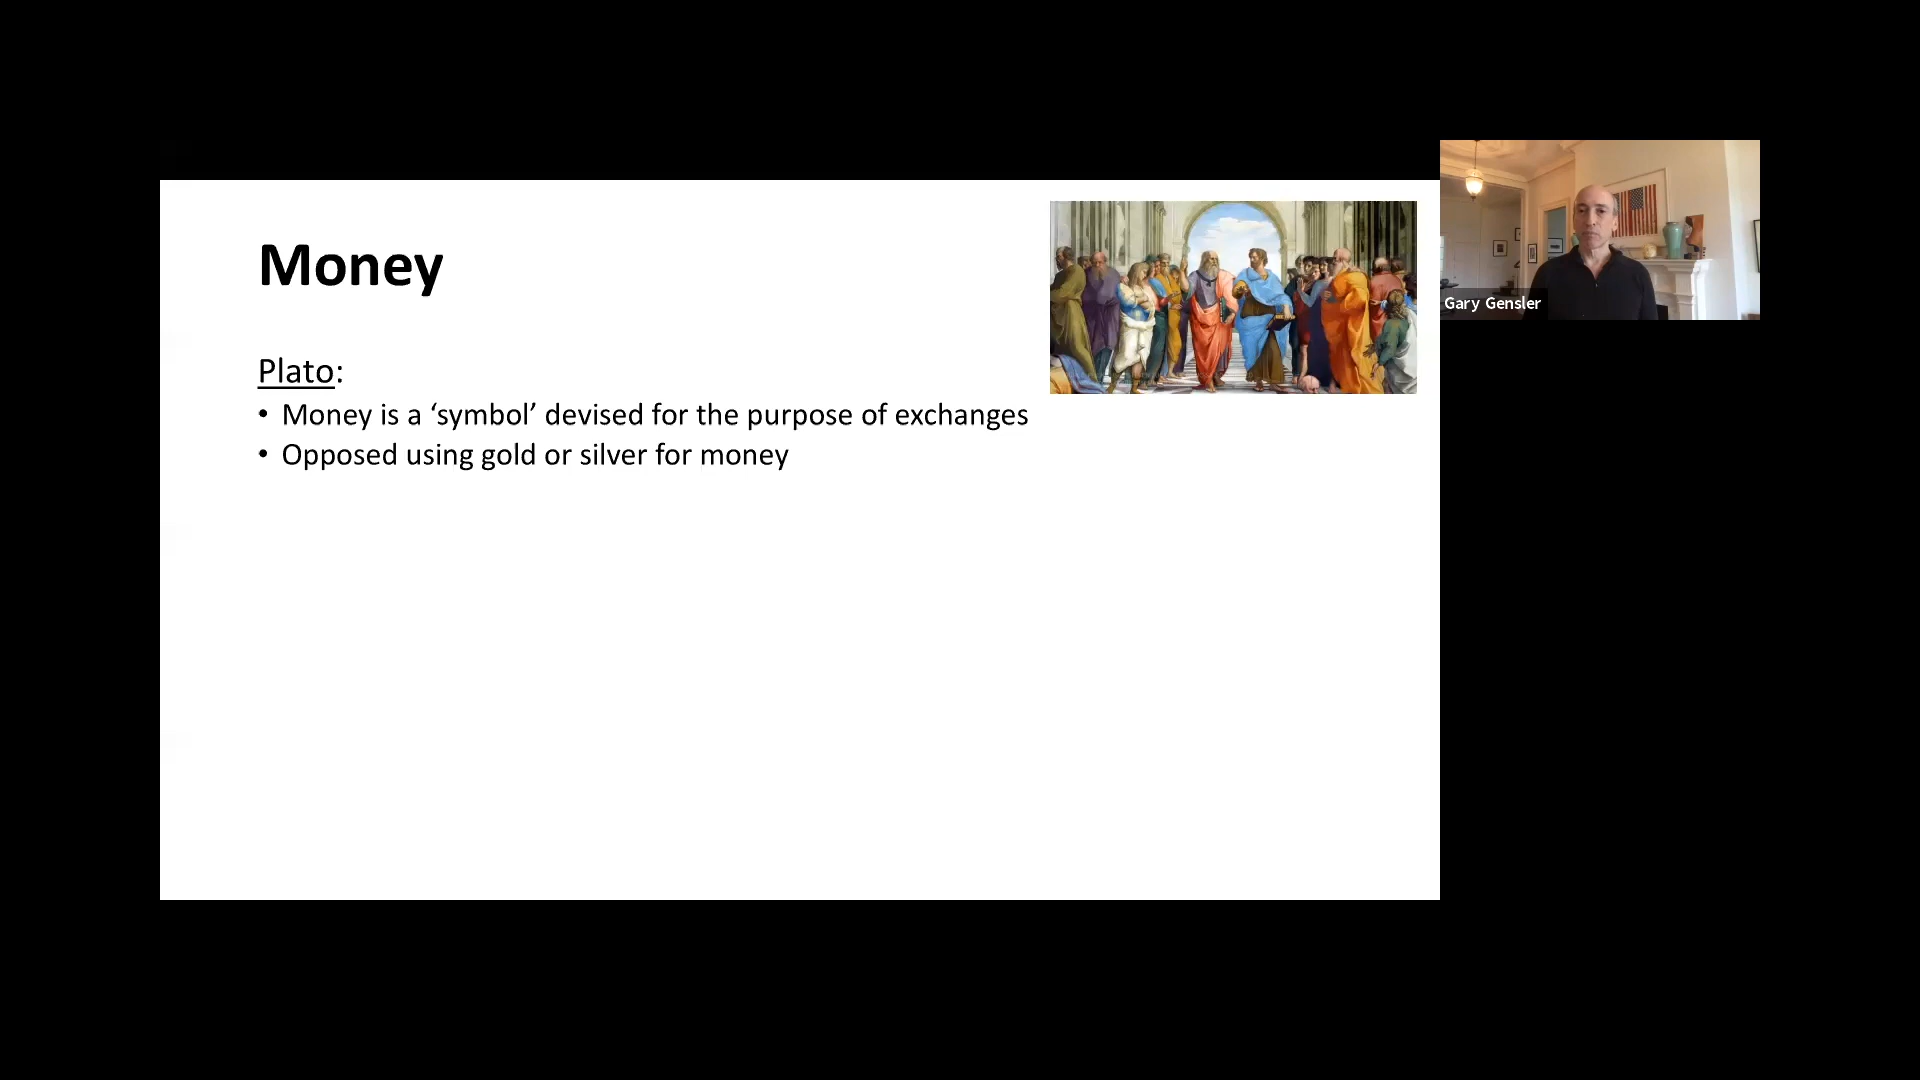 Money
Plato:
• Money is a ‘symbol’ devised for the purpose of exchanges
• Opposed using gold or silver for money
Gary Gensler